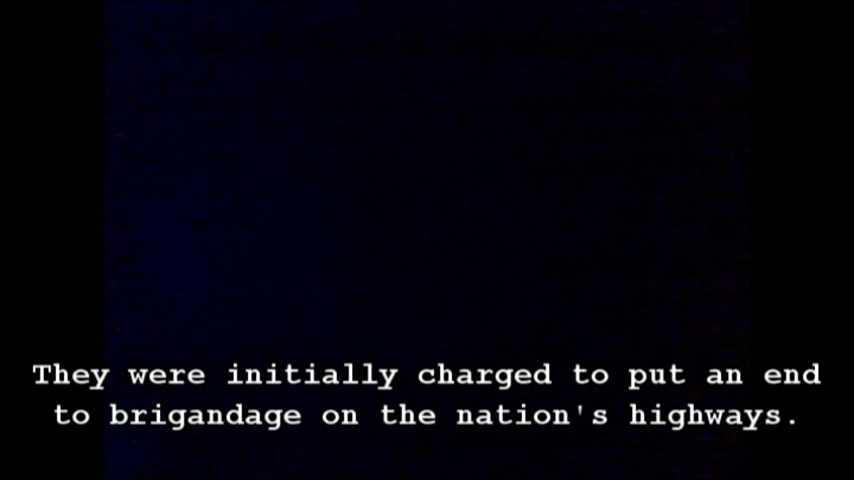 They were initially charged to put an end
to brigandage on the nation's highways.